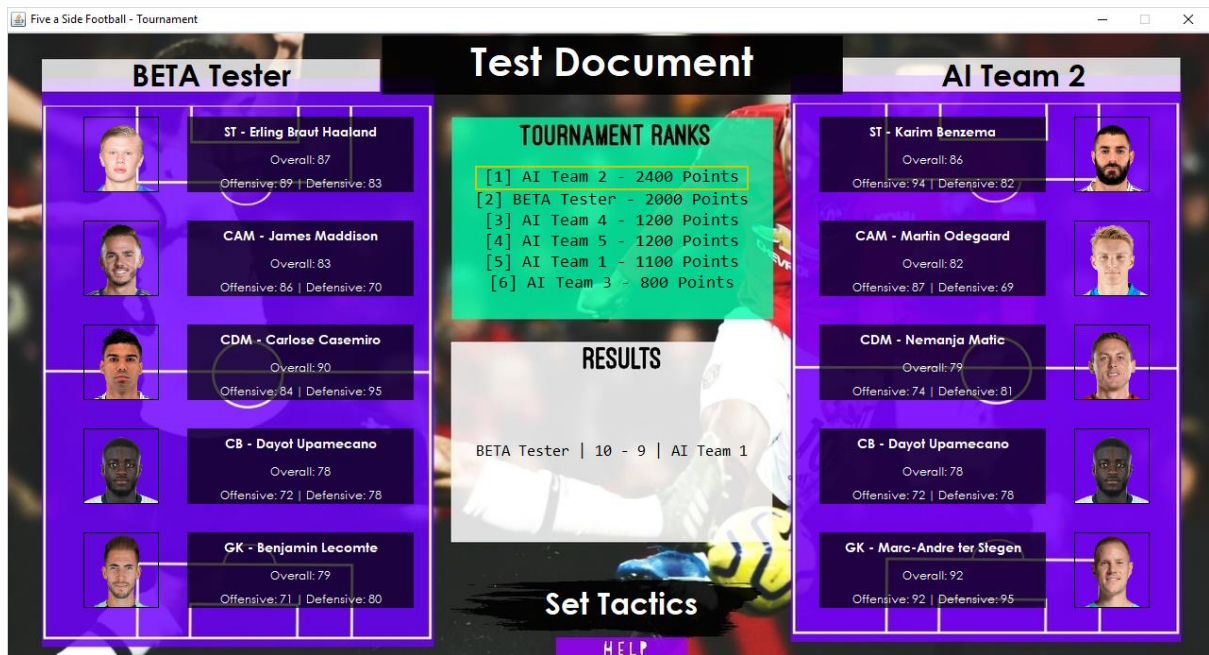 Five a Side Football - Tournament
Test Document
BETA Tester
ST - Erling Braut Haaland
Overall: 87
Offensive: 89 | Defensive: 83
CAM - James Maddison
Overall: 83
Offensive: 86 | Defensive: 70
CDM - Carlose Casemiro
Overall: 90
Offensive: 84 | Defensive: 95
CB - Dayot Upamecano
Overall: 78
Offensive: 72 | Defensive: 78
GK - Benjamin Lecomte
Overall: 79
Offensive: 71 | Defensive: 80
TOURNAMENT RANKS
[1] AI Team 2 - 2400 Points
[2] BETA Tester - 2000 Points
[3] AI Team 4 - 1200 Points
[4] AI Team 5 - 1200 Points
[5] AI Team 1 - 1100 Points
[6] AI Team 3 - 800 Points
RESULTS
BETA Tester | 10 - 9 | AI Team 1
Set Tactics
HELP
AI Team 2
ST - Karim Benzema
Overall: 86
Offensive: 94 | Defensive: 82
CAM - Martin Odegaard
Overall: 82
Offensive: 87 | Defensive: 69
CDM - Nemanja Matic
Overall: 79
Offensive: 74 | Defensive: 81
CB - Dayot Upamecano
Overall: 78
Offensive: 72 | Defensive: 78
GK - Marc-Andre ter Stegen
Overall: 92
Offensive: 92 | Defensive: 95
CHEVR